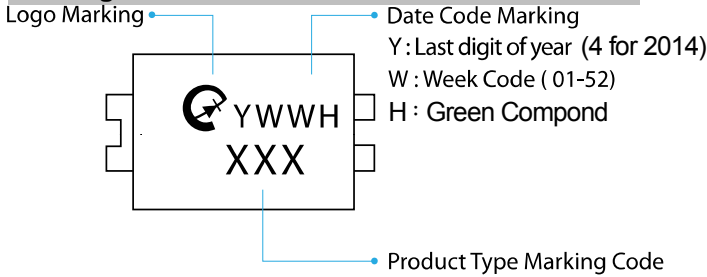 Logo Marking
Date Code Marking
Y : Last digit of year (4 for 2014)
W : Week Code ( 01-52)
H : Green Compond
YWWH
XXX
Product Type Marking Code